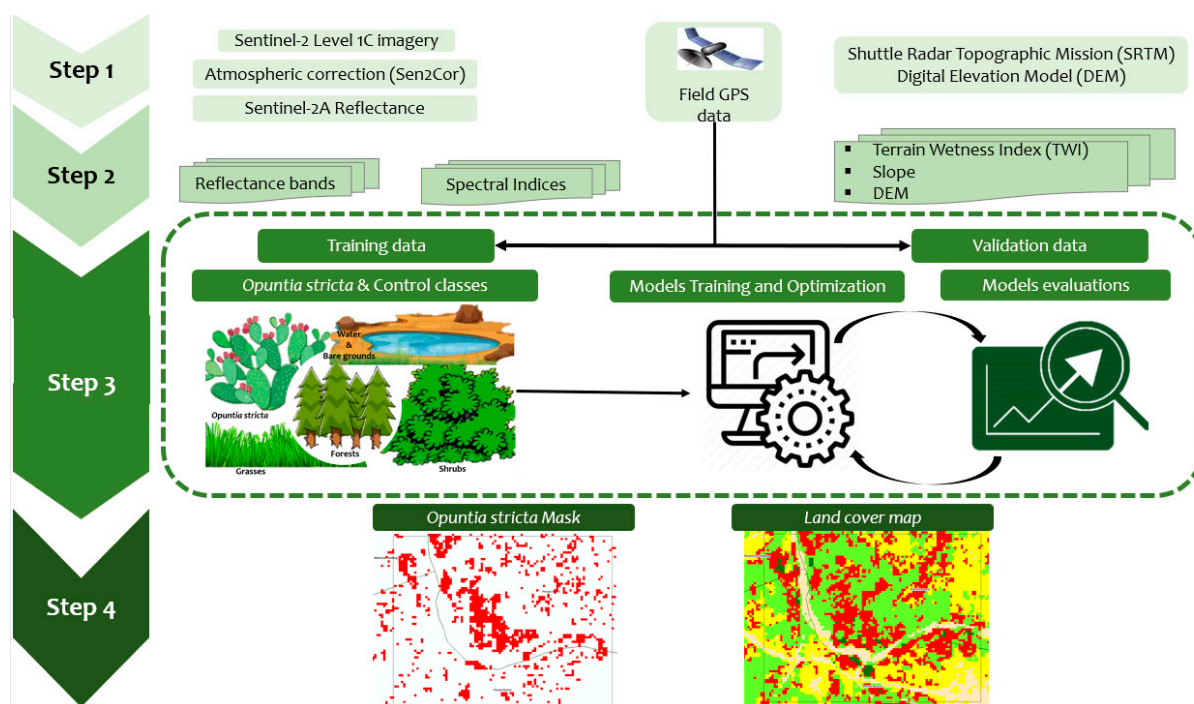 Step 1
Sentinel-2 Level 1C imagery
Atmospheric correction (Sen2Cor)
Sentinel-2A Reflectance
Field GPS
data
Shuttle Radar Topographic Mission (SRTM)
Digital Elevation Model (DEM)
Step 2
Reflectance bands
Spectral Indices
▪ Terrain Wetness Index (TWI)
▪ Slope
▪ DEM
Step 3
Training data
Validation data
Opuntia stricta & Control classes
Models Training and Optimization
Models evaluations
Water
&
Bare grounds
Opuntia stricta
Forests
Grasses
Shrubs
Step 4
Opuntia stricta Mask
Land cover map